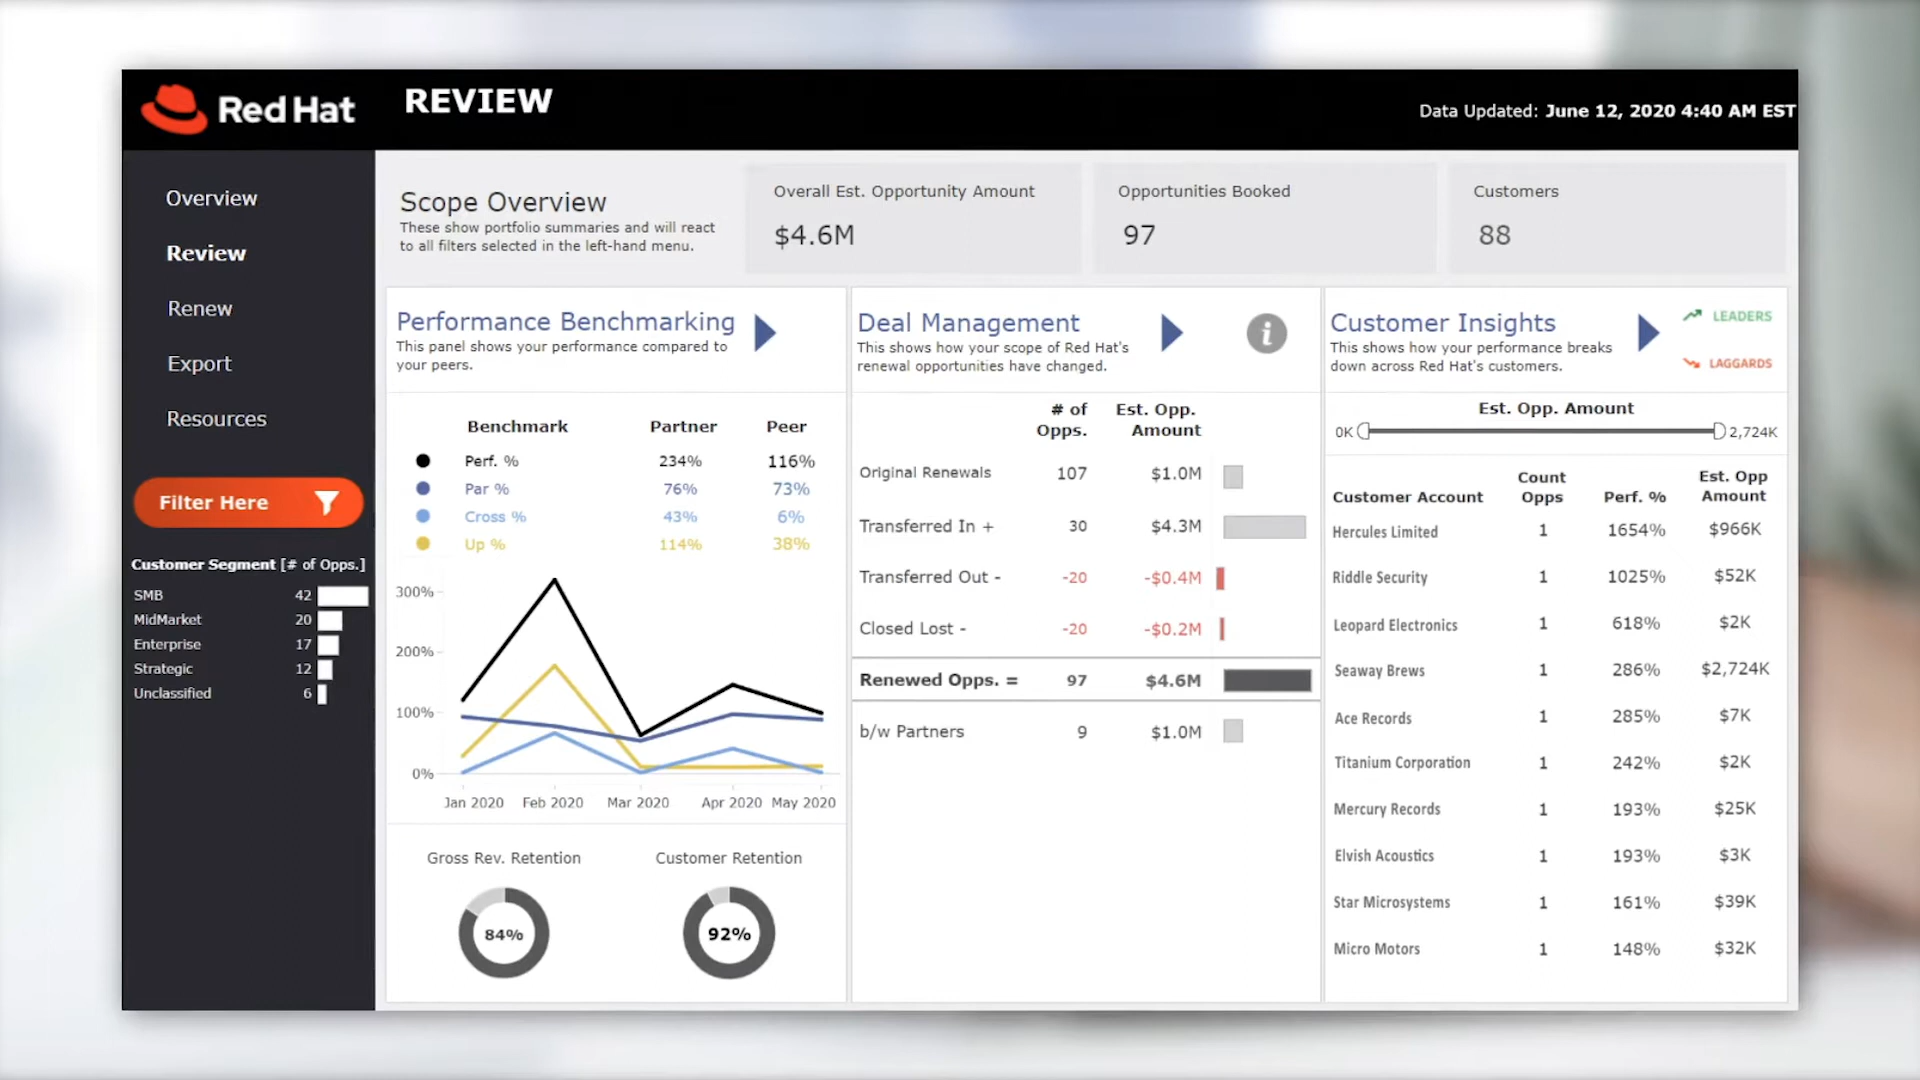 Red Hat
REVIEW
Data Updated: June 12, 2020 4:40 AM EST
Overview
Review
Renew
Export
Resources
Filter Here
Customer Segment [# of Opps.]
SMB 42
MidMarket 20
Enterprise 17
Strategic 12
Unclassified 6
Scope Overview
These show portfolio summaries and will react
to all filters selected in the left-hand menu.
Overall Est. Opportunity Amount
$4.6M
Opportunities Booked
97
Customers
88
Performance Benchmarking
This panel shows your performance compared to
your peers.
Benchmark Partner Peer
Perf. % 234% 116%
Par % 76% 73%
Cross % 43% 6%
Up % 114% 38%
300%
200%
100%
0%
Jan 2020 Feb 2020 Mar 2020 Apr 2020 May 2020
Gross Rev. Retention
84%
Customer Retention
92%
Deal Management
This shows how your scope of Red Hat's
renewal opportunities have changed.
i
# of Est. Opp.
Opps. Amount
Original Renewals 107 $1.0M
Transferred In + 30 $4.3M
Transferred Out - -20 -$0.4M
Closed Lost - -20 -$0.2M
Renewed Opps. = 97 $4.6M
b/w Partners 9 $1.0M
Customer Insights
This shows how your performance breaks
down across Red Hat's customers.
LEADERS
LAGGARDS
Est. Opp. Amount
0K 2,724K
Count Est. Opp
Customer Account Opps Perf. % Amount
Hercules Limited 1 1654% $966K
Riddle Security 1 1025% $52K
Leopard Electronics 1 618% $2K
Seaway Brews 1 286% $2,724K
Ace Records 1 285% $7K
Titanium Corporation 1 242% $2K
Mercury Records 1 193% $25K
Elvish Acoustics 1 193% $3K
Star Microsystems 1 161% $39K
Micro Motors 1 148% $32K